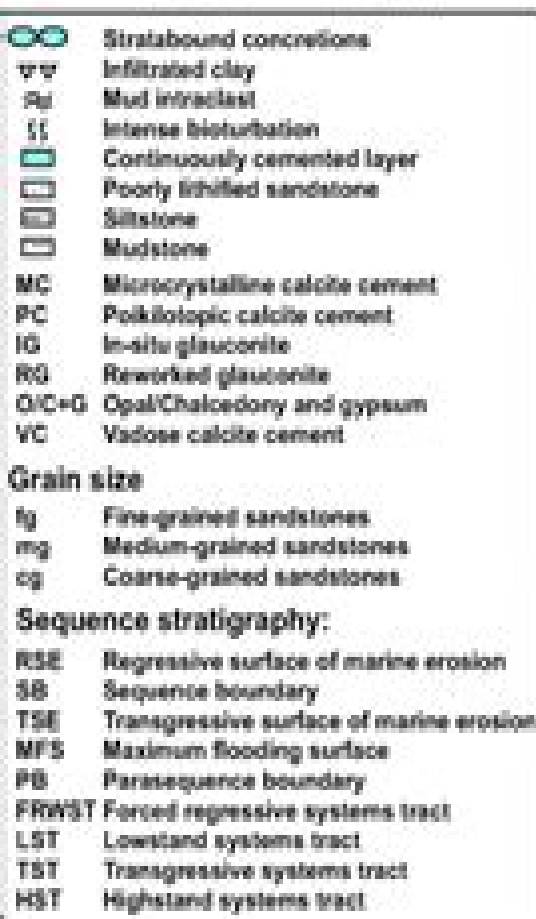 Stratabound concretions
Infiltrated clay
Mud intraclast
Intense bioturbation
Continuously cemented layer
Poorly lithified sandstone
Siltstone
Mudstone
MC Microcrystalline calcite cement
PC Poikilotopic calcite cement
IG In-situ glauconite
RG Reworked glauconite
O/C+G Opal/Chalcedony and gypsum
VC Vadose calcite cement
Grain size
fg Fine-grained sandstones
mg Medium-grained sandstones
cg Coarse-grained sandstones
Sequence stratigraphy:
RSE Regressive surface of marine erosion
SB Sequence boundary
TSE Transgressive surface of marine erosion
MFS Maximum flooding surface
PB Parasequence boundary
FRWST Forced regressive systems tract
LST Lowstand systems tract
TST Transgressive systems tract
HST Highstand systems tract